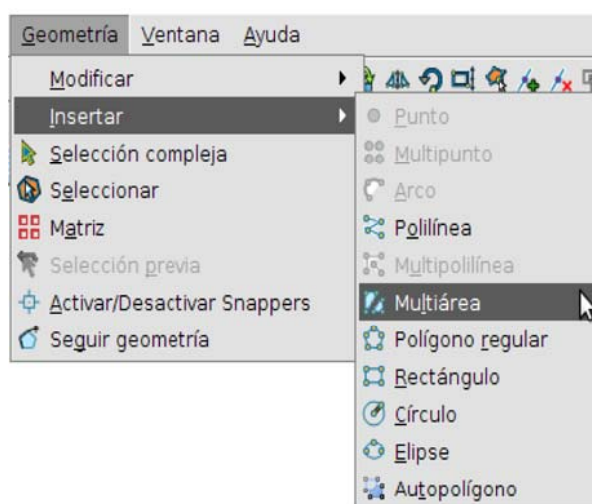 Geometría Ventana Ayuda
Modificar
Insertar
Selección compleja
Seleccionar
Matriz
Selección previa
Activar/Desactivar Snappers
Seguir geometría
Punto
Multipunto
Arco
Polilínea
Multipolilínea
Multiárea
Polígono regular
Rectángulo
Círculo
Elipse
Autopolígono